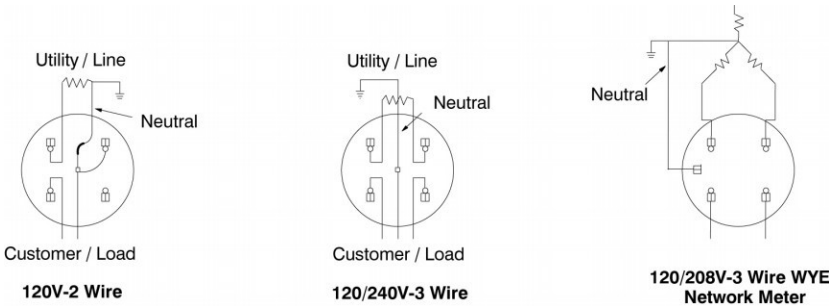 Utility / Line
Neutral
Customer / Load
120V-2 Wire
Utility / Line
Neutral
Customer / Load
120/240V-3 Wire
Neutral
120/208V-3 Wire WYE
Network Meter